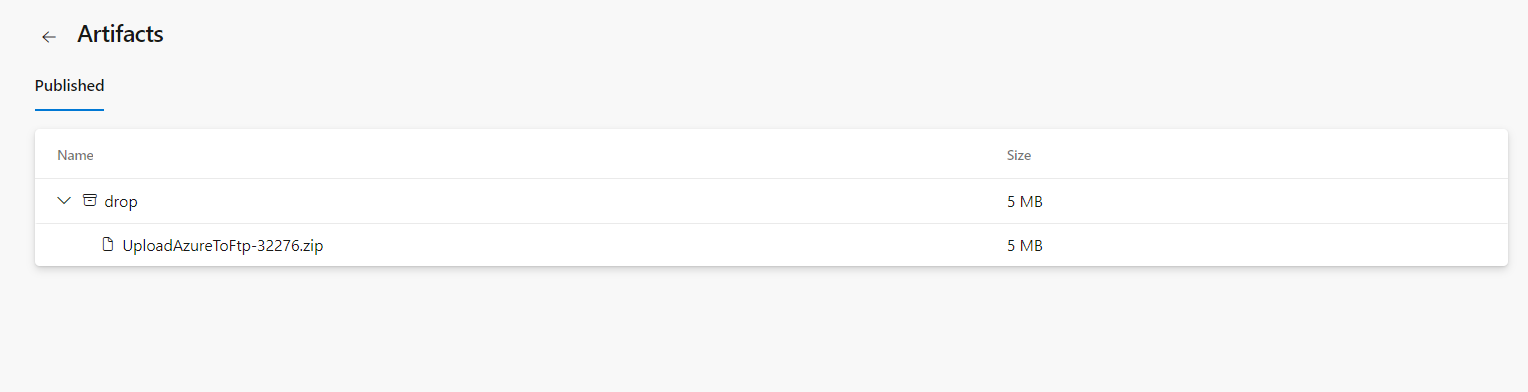 Artifacts
Published
Name Size
drop 5 MB
UploadAzureToFtp-32276.zip 5 MB